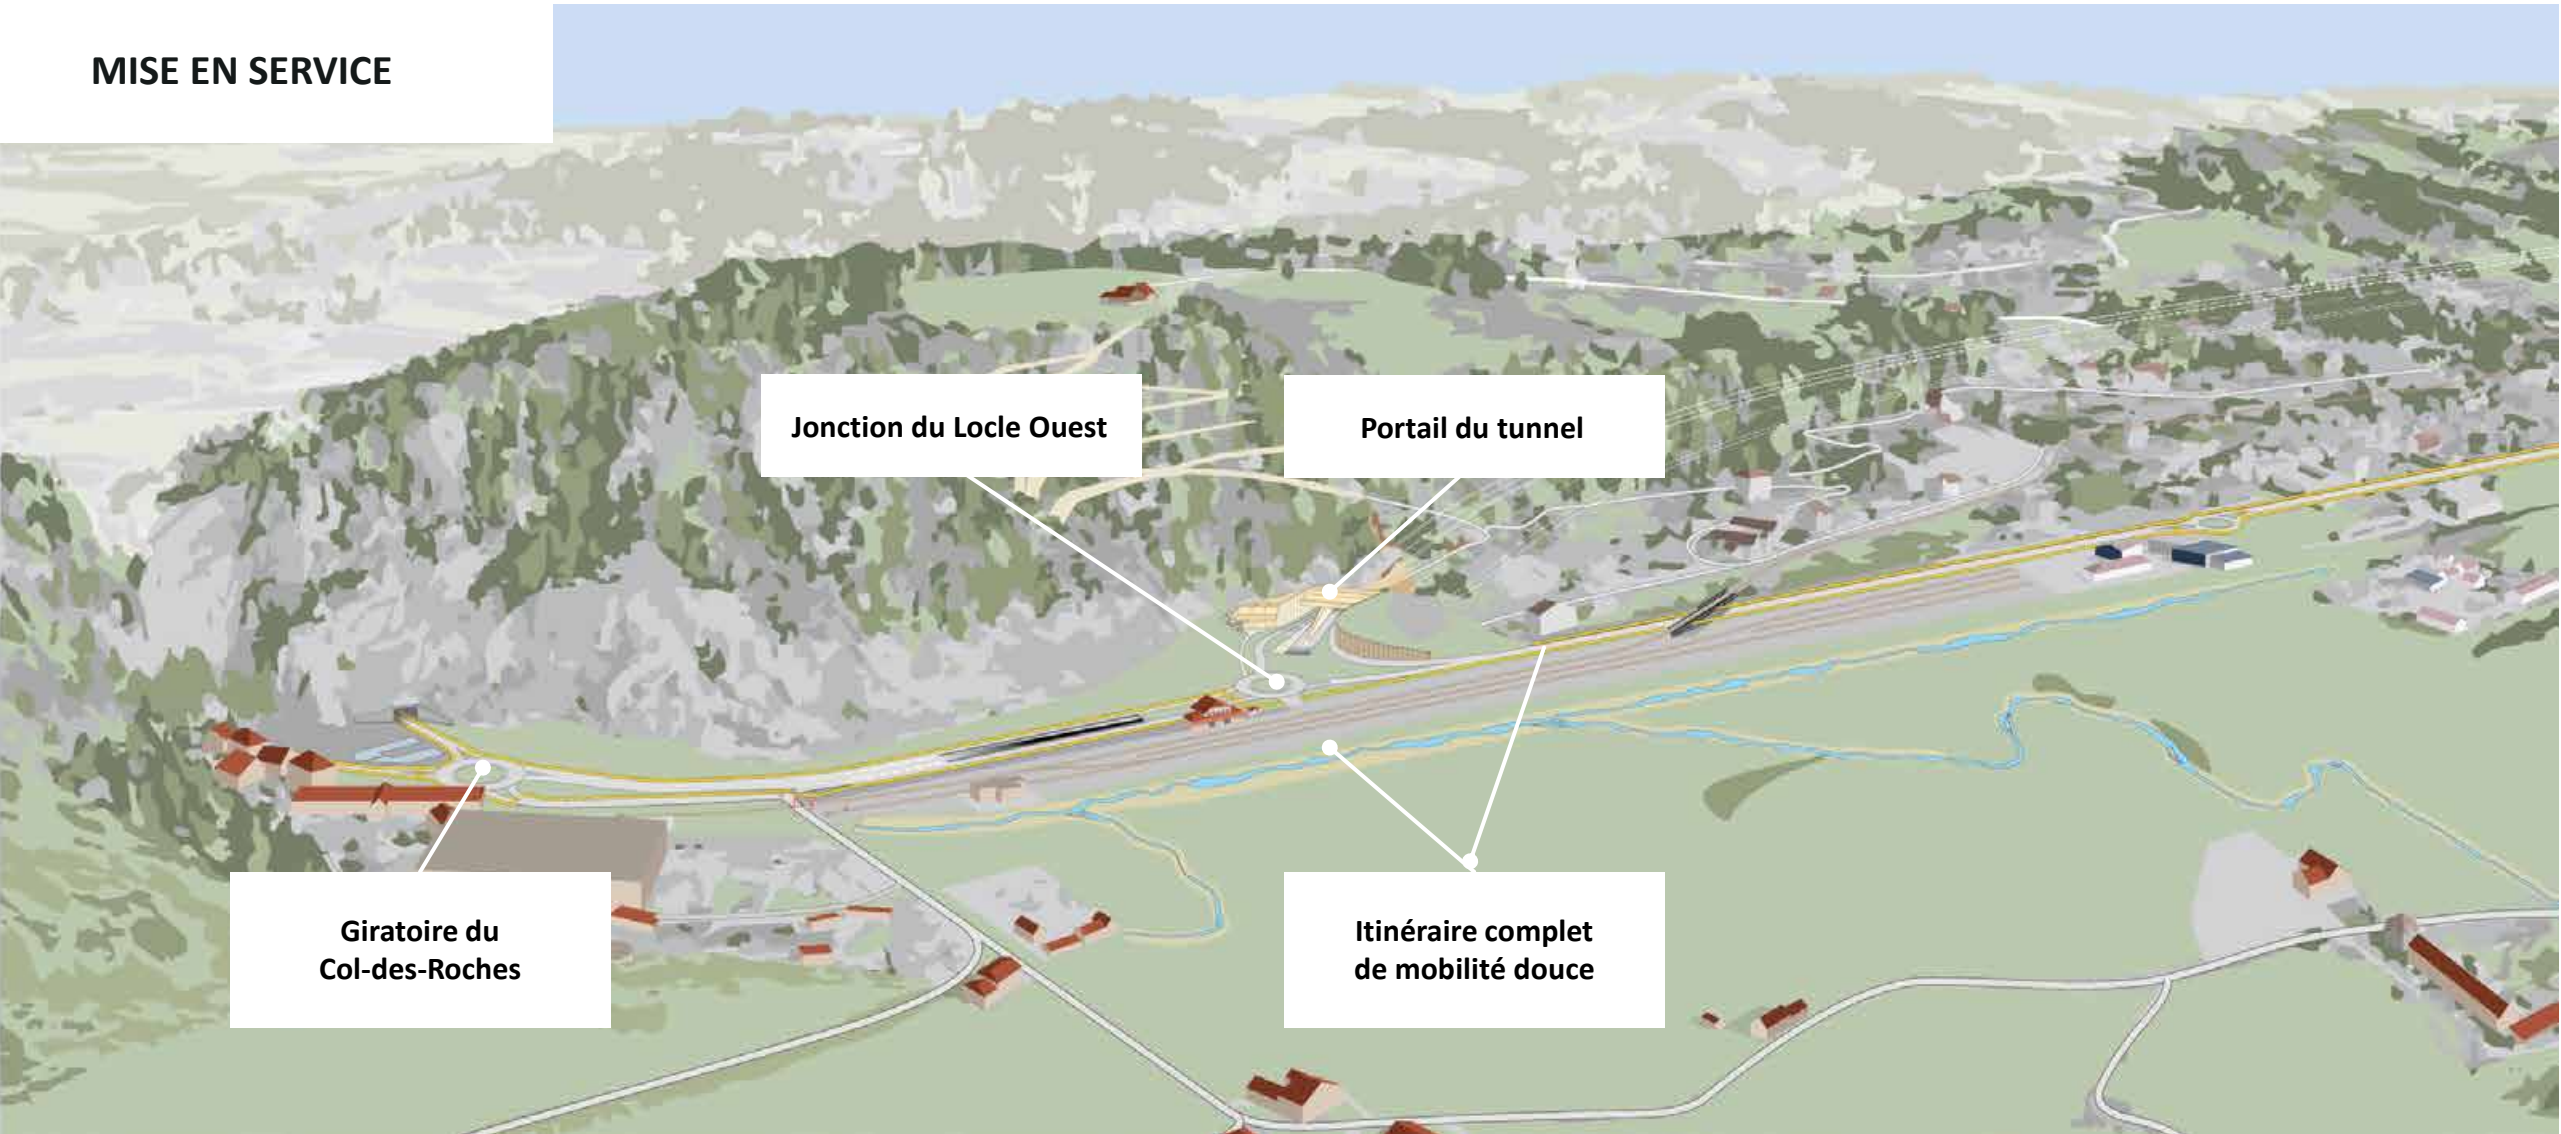 MISE EN SERVICE
Jonction du Locle Ouest
Portail du tunnel
Giratoire du
Col-des-Roches
Itinéraire complet
de mobilité douce